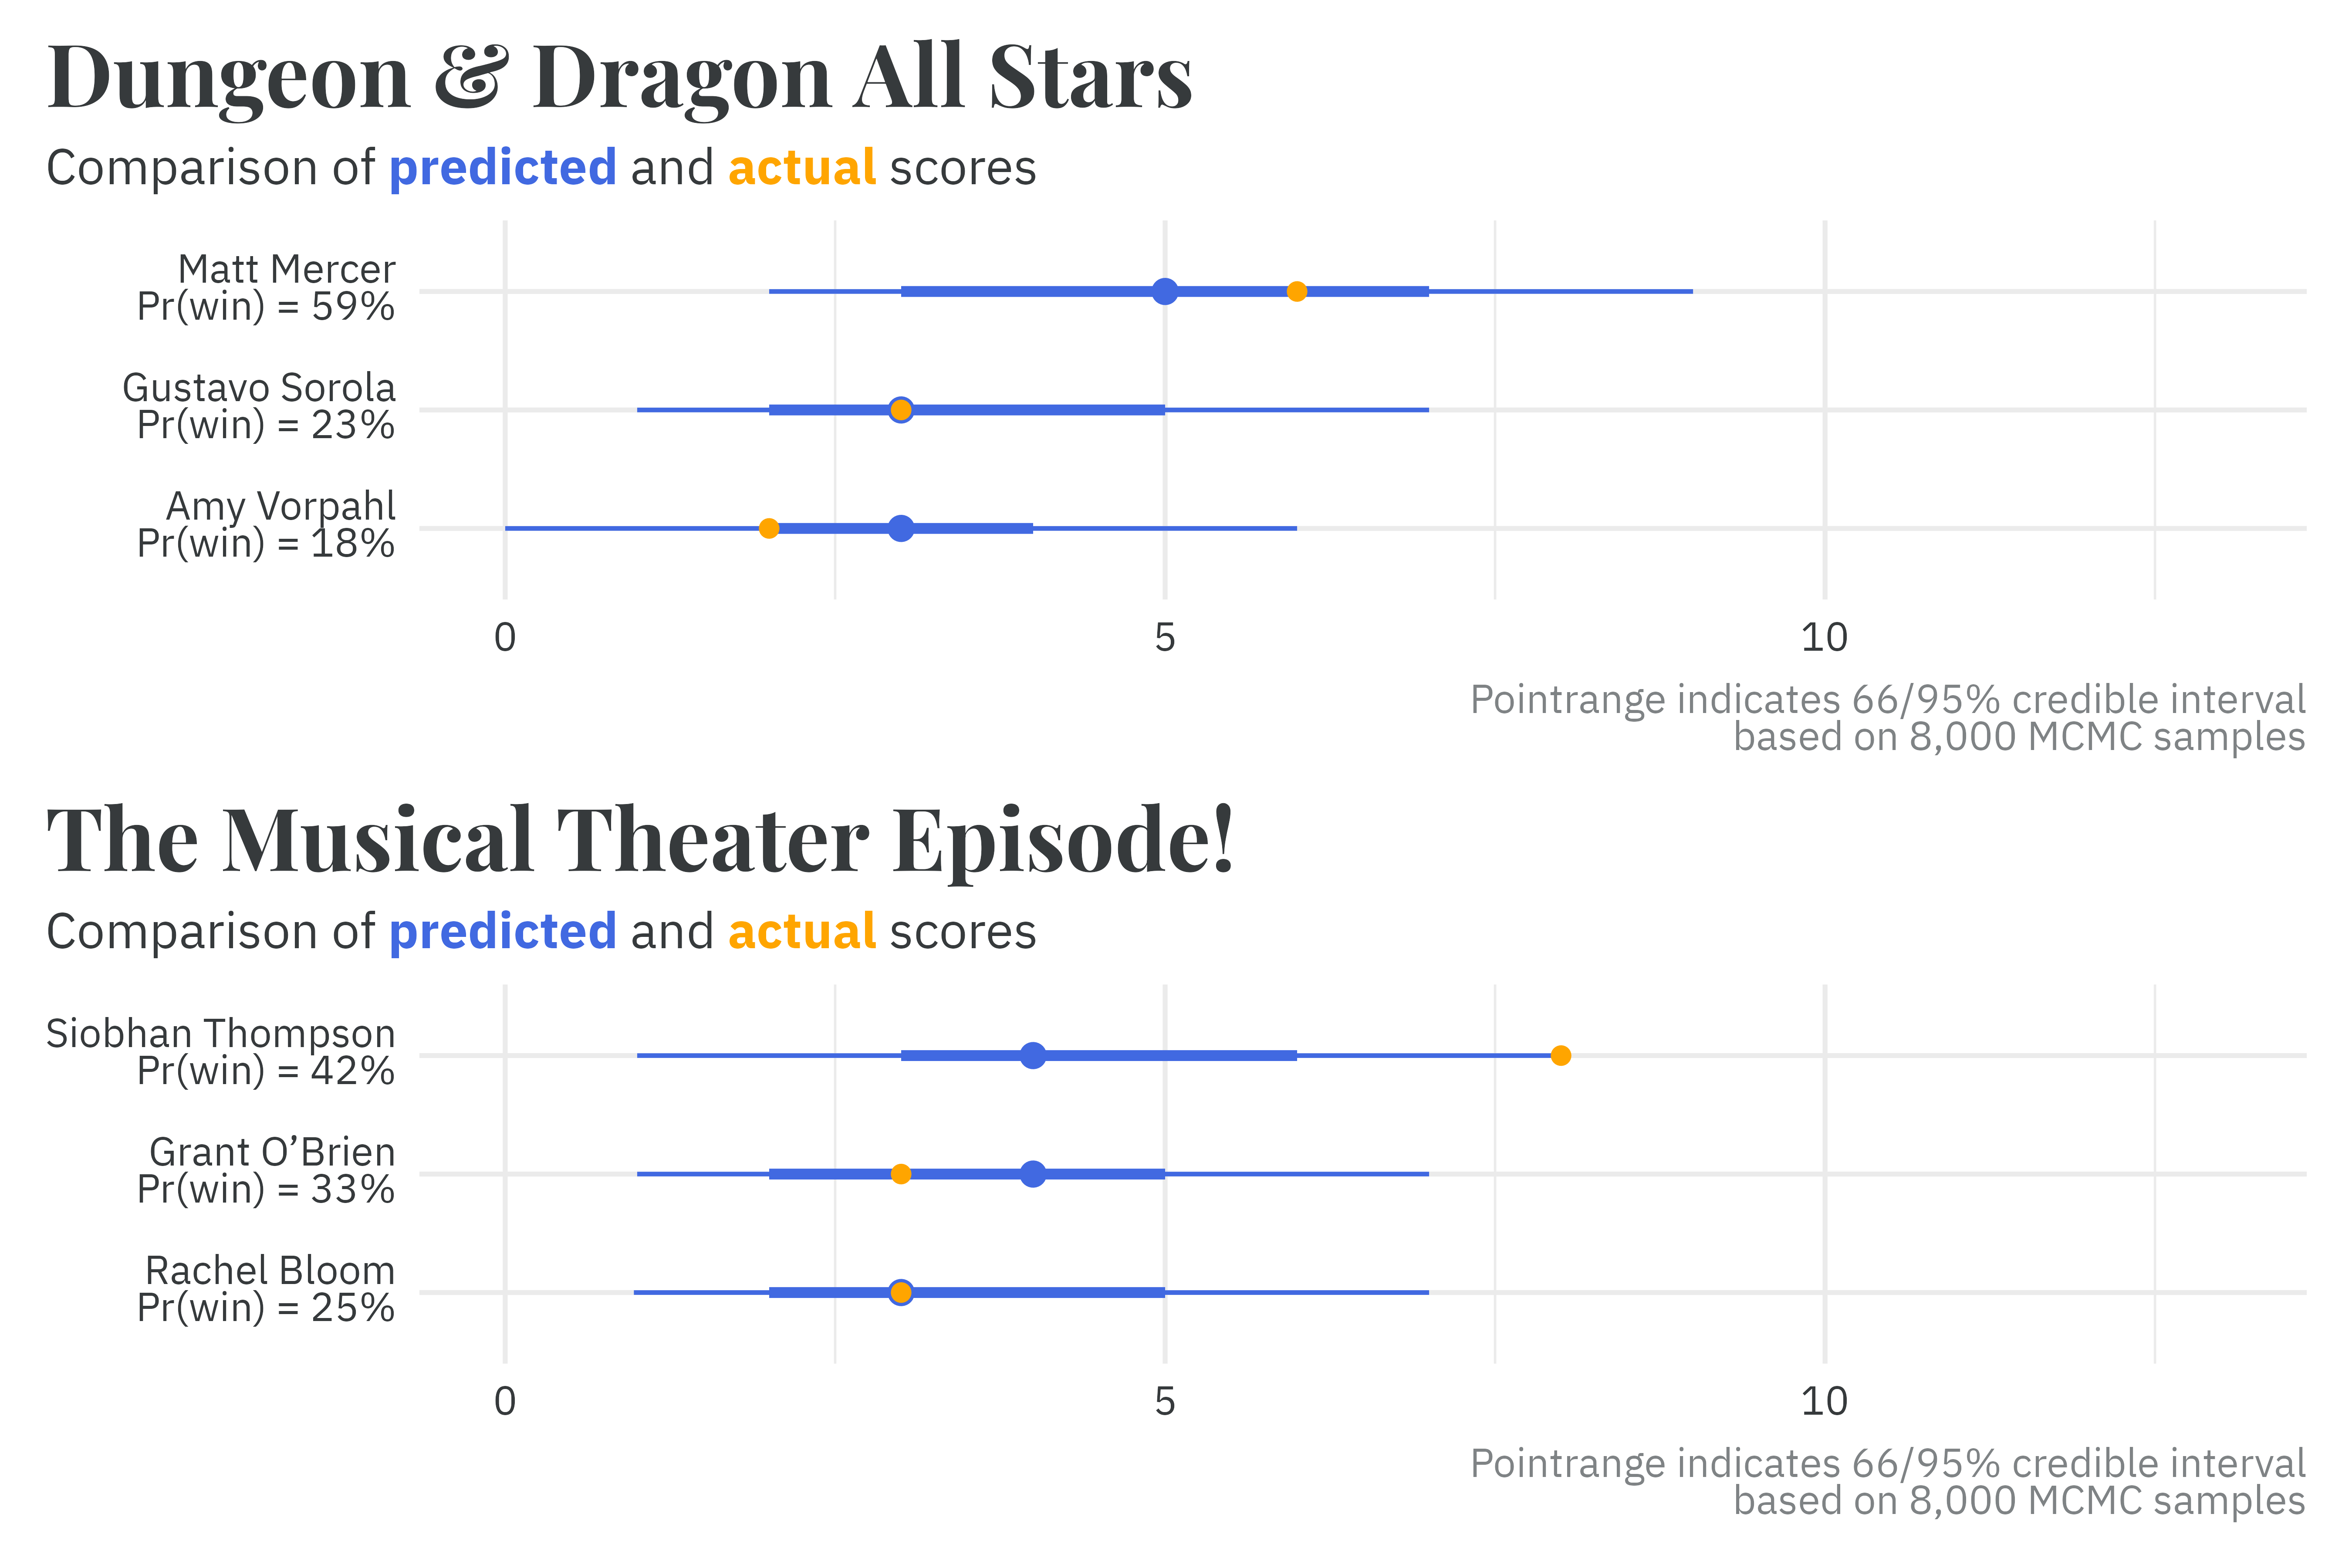 Dungeon & Dragon All Stars
Comparison of predicted and actual scores
Matt Mercer
Pr(win) = 59%
Gustavo Sorola
Pr(win) = 23%
Amy Vorpahl
Pr(win) = 18%
0 5 10
Pointrange indicates 66/95% credible interval
based on 8,000 MCMC samples
The Musical Theater Episode!
Comparison of predicted and actual scores
Siobhan Thompson
Pr(win) = 42%
Grant O’Brien
Pr(win) = 33%
Rachel Bloom
Pr(win) = 25%
0 5 10
Pointrange indicates 66/95% credible interval
based on 8,000 MCMC samples